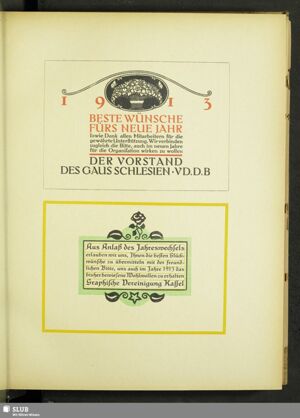 1 9 1 3
BESTE WÜNSCHE
FÜRS NEUE JAHR
sowie Dank allen Mitarbeitern für die
gewährte Unterstützung. Wir verbinden
zugleich die Bitte, auch im neuen Jahre
für die Organisation wirken zu wollen
DER VORSTAND
DES GAUS SCHLESIEN · V.D.D.B
Aus Anlaß des Jahreswechsels
erlauben wir uns, Ihnen die besten Glück-
wünsche zu übermitteln mit der freund-
lichen Bitte, uns auch im Jahre 1913 das
bisher bewiesene Wohlwollen zu erhalten
Graphische Vereinigung Kassel
SLUB
Wir führen Wissen.